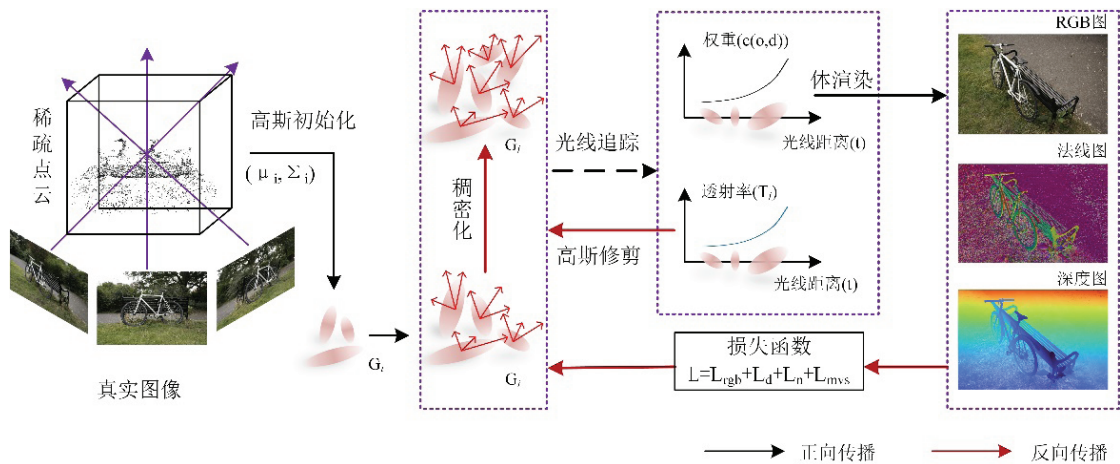 稀疏点云
高斯初始化
( μi, Σi)
真实图像
Gi
Gi
稠密化
Gi
光线追踪
高斯修剪
权重(c(o,d))
光线距离(t)
透射率(Ti)
光线距离(t)
体渲染
RGB图
法线图
深度图
损失函数
L=Lrgb+Ld+Ln+Lmvs
正向传播
反向传播